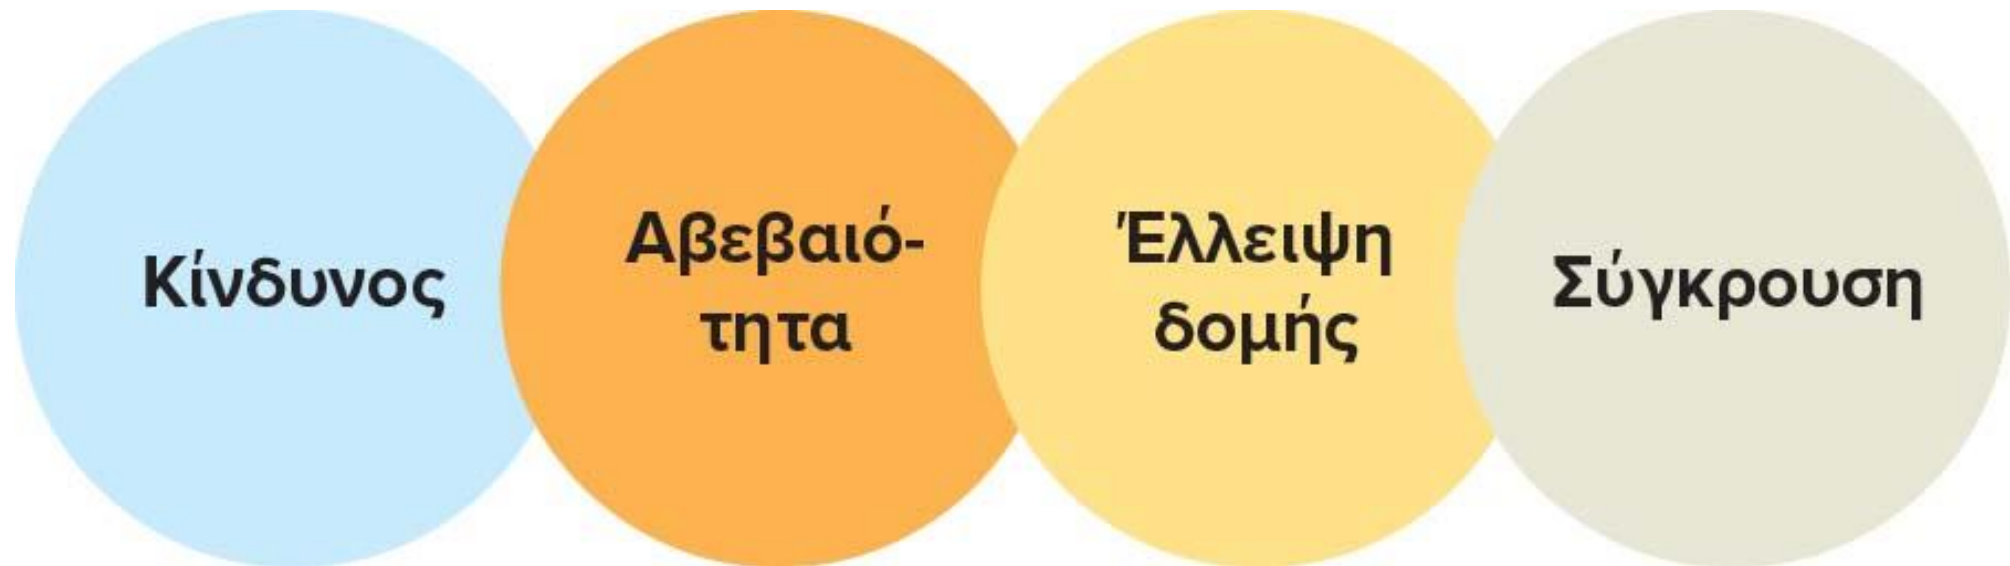 Κίνδυνος
Αβεβαιό-
τητα
Έλλειψη
δομής
Σύγκρουση